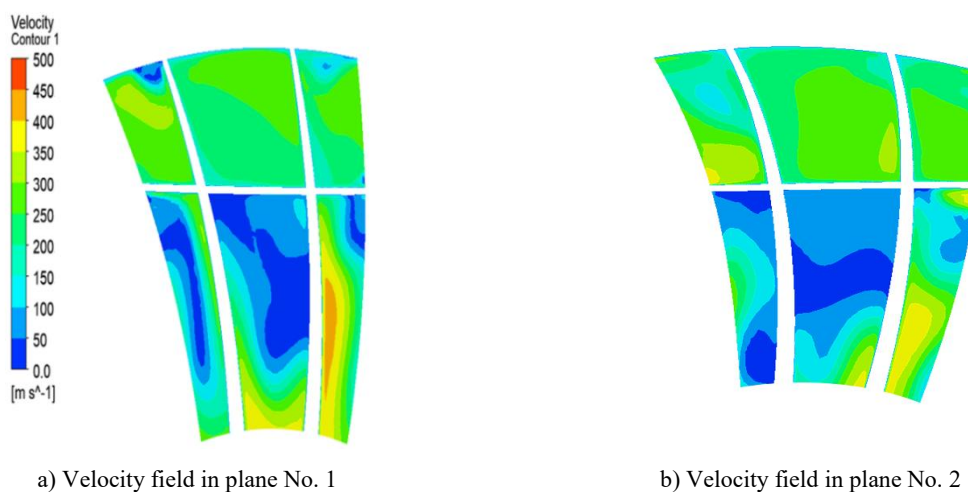 Velocity
Contour 1
500
450
400
350
300
250
200
150
100
50
0.0
[m s^-1]
a) Velocity field in plane No. 1
b) Velocity field in plane No. 2